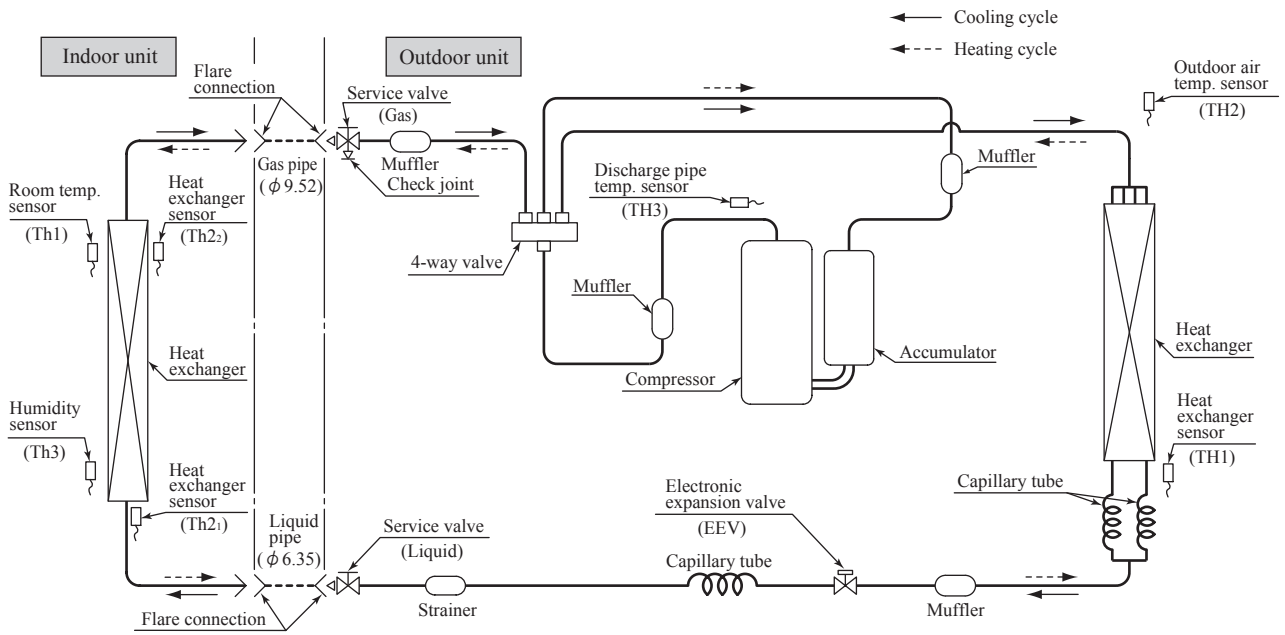 Cooling cycle
Heating cycle
Indoor unit
Outdoor unit
Flare
connection
Service valve
(Gas)
Outdoor air
temp. sensor
(TH2)
Muffler
Check joint
Gas pipe
(ϕ9.52)
Muffler
Room temp.
sensor
(Th1)
Heat
exchanger
sensor
(Th2₂)
Discharge pipe
temp. sensor
(TH3)
4-way valve
Muffler
Heat
exchanger
Accumulator
Compressor
Heat
exchanger
Humidity
sensor
(Th3)
Heat
exchanger
sensor
(TH1)
Heat
exchanger
sensor
(Th2₁)
Liquid
pipe
(ϕ6.35)
Service valve
(Liquid)
Electronic
expansion valve
(EEV)
Capillary tube
Capillary tube
Strainer
Muffler
Flare connection